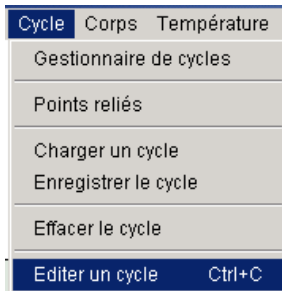 Cycle Corps Température
Gestionnaire de cycles
Points reliés
Charger un cycle
Enregistrer le cycle
Effacer le cycle
Editer un cycle Ctrl+C